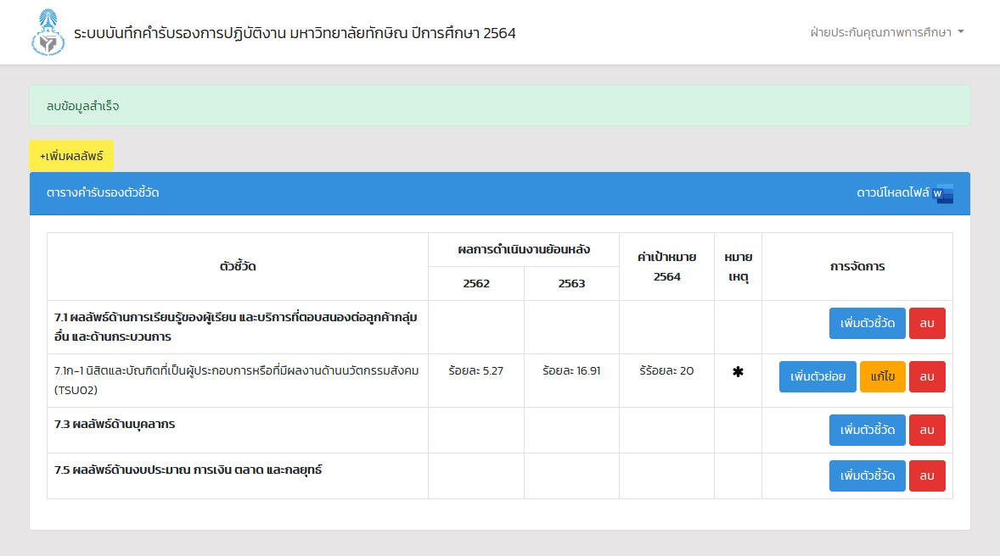 ระบบบันทึกคำรับรองการปฏิบัติงาน มหาวิทยาลัยทักษิณ ปีการศึกษา 2564
ฝ่ายประกันคุณภาพการศึกษา
ลบข้อมูลสำเร็จ
+เพิ่มผลลัพธ์
ตารางคำรับรองตัวชี้วัด
ดาวน์โหลดไฟล์ W
ตัวชี้วัด
ผลการดำเนินงานย้อนหลัง
2562
2563
ค่าเป้าหมาย
2564
หมาย
เหตุ
การจัดการ
7.1 ผลลัพธ์ด้านการเรียนรู้ของผู้เรียน และบริการที่ตอบสนองต่อลูกค้ากลุ่ม
อื่น และด้านกระบวนการ
เพิ่มตัวชี้วัด ลบ
7.1ก-1 นิสิตและบัณฑิตที่เป็นผู้ประกอบการหรือที่มีผลงานด้านนวัตกรรมสังคม
(TSU02)
ร้อยละ 5.27
ร้อยละ 16.91
ร้ร้อยละ 20
*
เพิ่มตัวย่อย แก้ไข ลบ
7.3 ผลลัพธ์ด้านบุคลากร
เพิ่มตัวชี้วัด ลบ
7.5 ผลลัพธ์ด้านงบประมาณ การเงิน ตลาด และกลยุทธ์
เพิ่มตัวชี้วัด ลบ